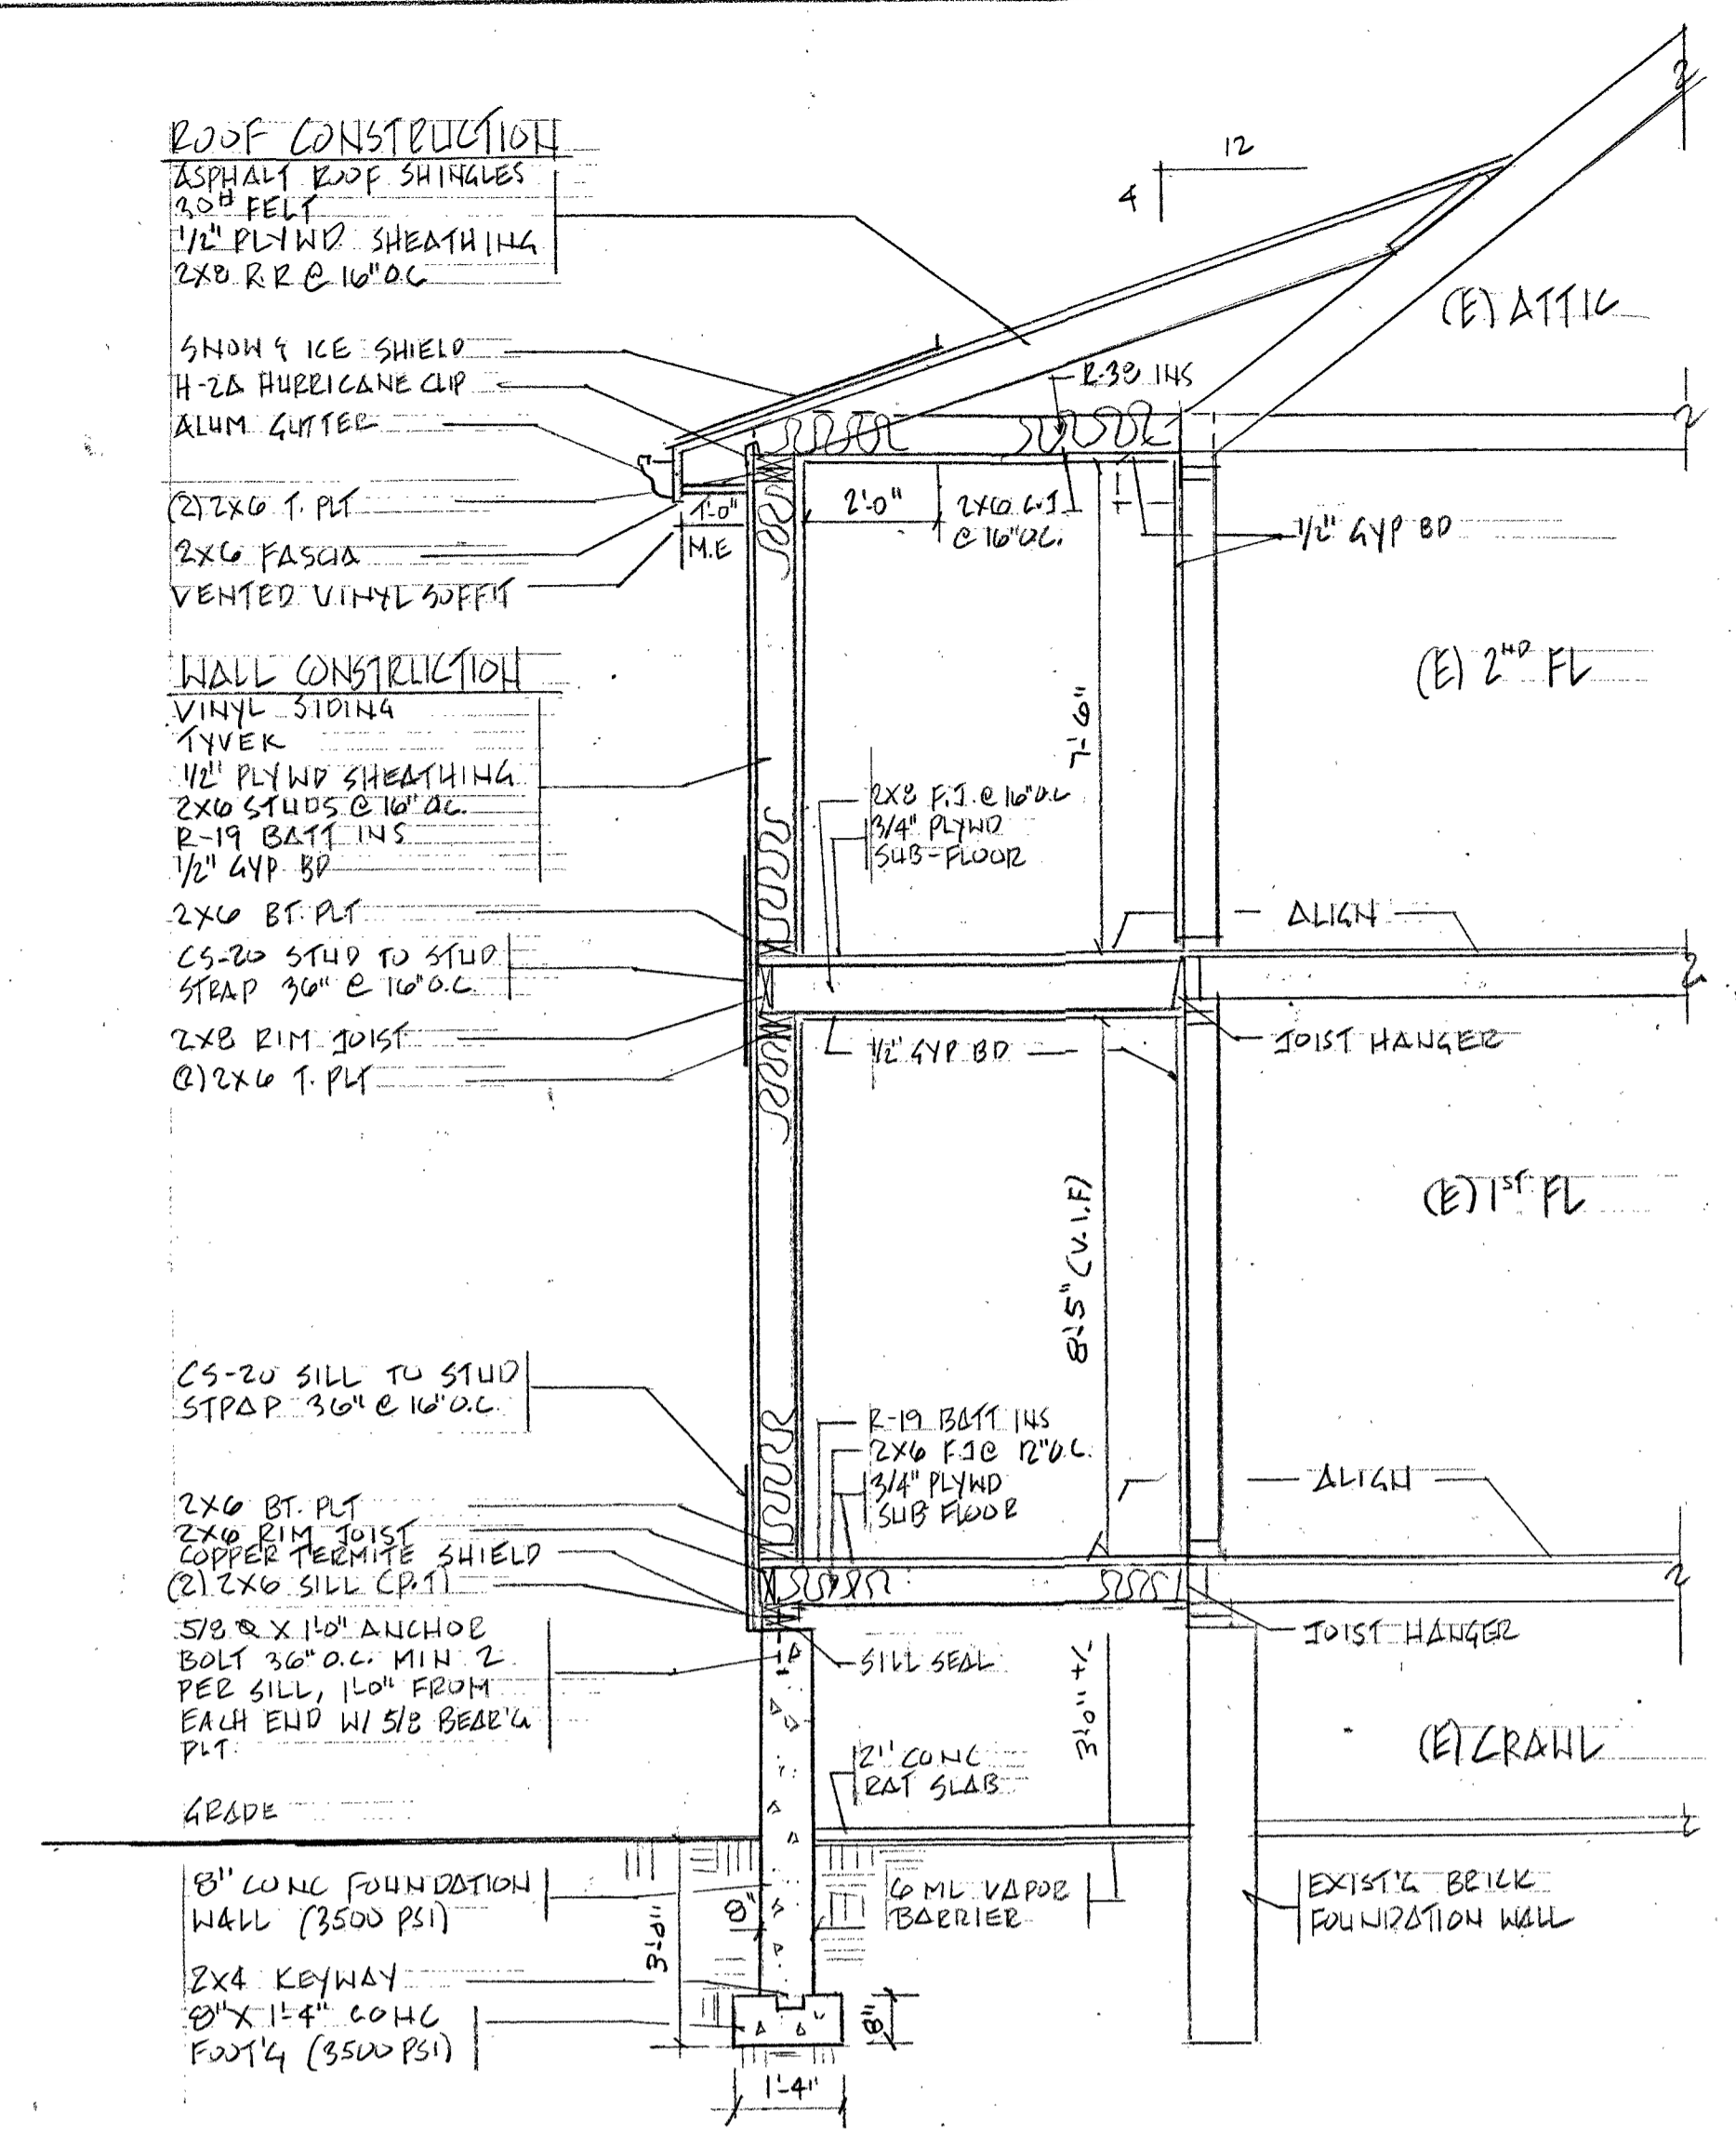 ROOF CONSTRUCTION
ASPHALT ROOF SHINGLES
30# FELT
1/2" PLYWD SHEATHING
2X8 R.R @ 16" O.C
SNOW & ICE SHIELD
H-2A HURRICANE CLIP
ALUM GUTTER
(2) 2X6 T. PLT
2X6 FASCIA
VENTED VINYL SOFFIT
WALL CONSTRUCTION
VINYL SIDING
TYVEK
1/2" PLYWD SHEATHING
2X6 STUDS @ 16" O.C.
R-19 BATT INS
1/2" GYP BD
2X6 BT. PLT
CS-20 STUD TO STUD
STRAP 36" @ 16" O.C.
2X8 RIM JOIST
(2) 2X6 T. PLT
CS-20 SILL TO STUD
STRAP 36" @ 16" O.C.
2X6 BT. PLT
2X6 RIM JOIST
COPPER TERMITE SHIELD
(2) 2X6 SILL (P.T)
5/8 Ø X 1'-0" ANCHOR
BOLT 36" O.C. MIN 2
PER SILL, 1'-0" FROM
EACH END W/ 5/8 BEAR'G
PLT.
GRADE
8" CONC FOUNDATION
WALL (3500 PSI)
2X4 KEYWAY
8" X 1'-4" CONC
FOOT'G (3500 PSI)
12
4
(E) ATTIC
R-38 INS
1'-0"
M.E
2'-0"
2X6 C.J
@ 16" O.C.
1/2" GYP BD
(E) 2ND FL
7'-6"
2X8 F.J. @ 16" O.C
3/4" PLYWD
SUB-FLOOR
ALIGN
1/2" GYP BD
JOIST HANGER
8'-5" (V.I.F)
(E) 1ST FL
R-19 BATT INS
2X6 F.J @ 12" O.C.
3/4" PLYWD
SUB FLOOR
ALIGN
SILL SEAL
JOIST HANGER
3'-0" +/-
2" CONC
RAT SLAB
(E) CRAWL
3'-0"
8"
6 ML VAPOR
BARRIER
EXIST'G BRICK
FOUNDATION WALL
8"
1'-4"